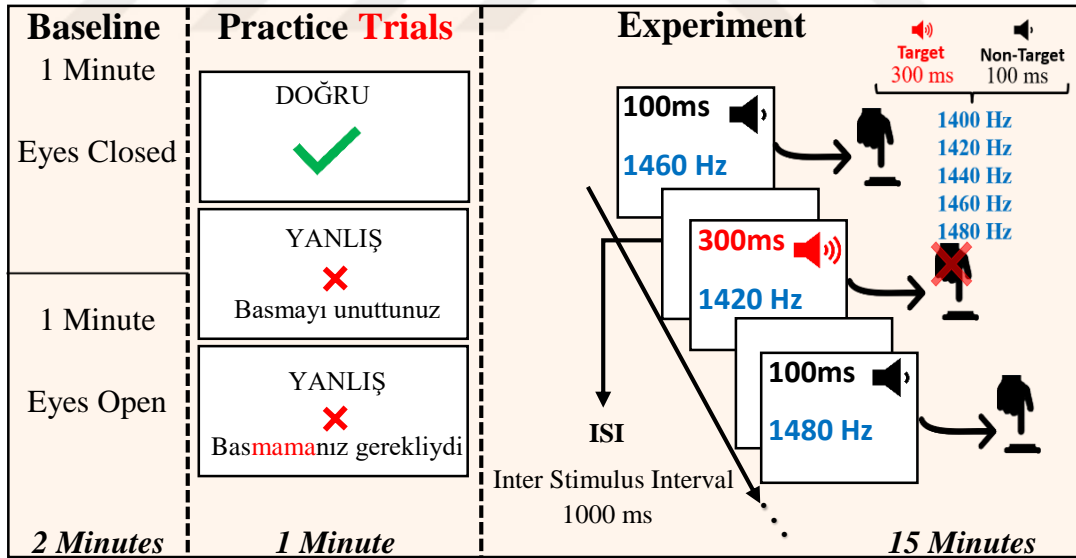 Baseline
1 Minute
Eyes Closed
1 Minute
Eyes Open
2 Minutes
Practice Trials
DOĞRU
YANLIŞ
Basmayı unuttunuz
YANLIŞ
Basmamanız gerekliydi
1 Minute
Experiment
Target
300 ms
Non-Target
100 ms
1400 Hz
1420 Hz
1440 Hz
1460 Hz
1480 Hz
100ms
1460 Hz
300ms
1420 Hz
100ms
1480 Hz
ISI
Inter Stimulus Interval
1000 ms
15 Minutes